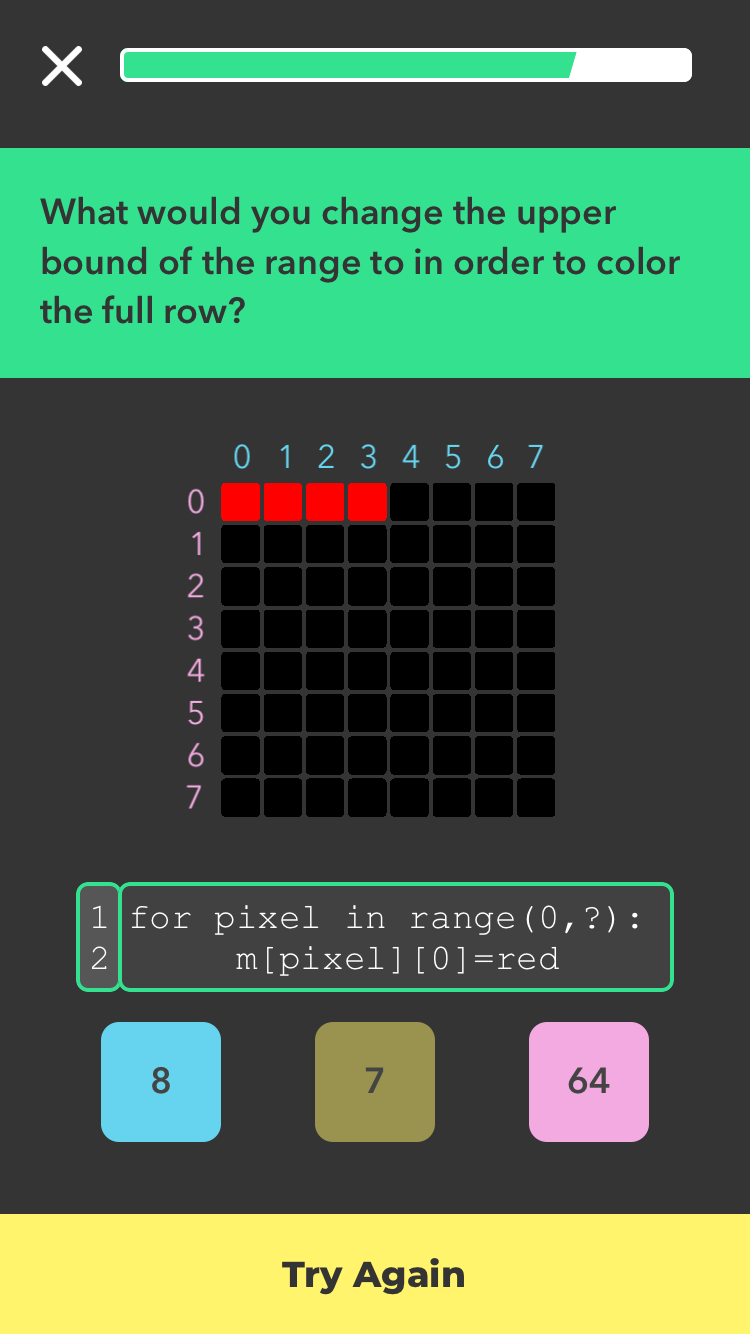 What would you change the upper
bound of the range to in order to color
the full row?
0 1 2 3 4 5 6 7
0
1
2
3
4
5
6
7
1 for pixel in range(0,?):
2 m[pixel][0]=red
8 7 64
Try Again